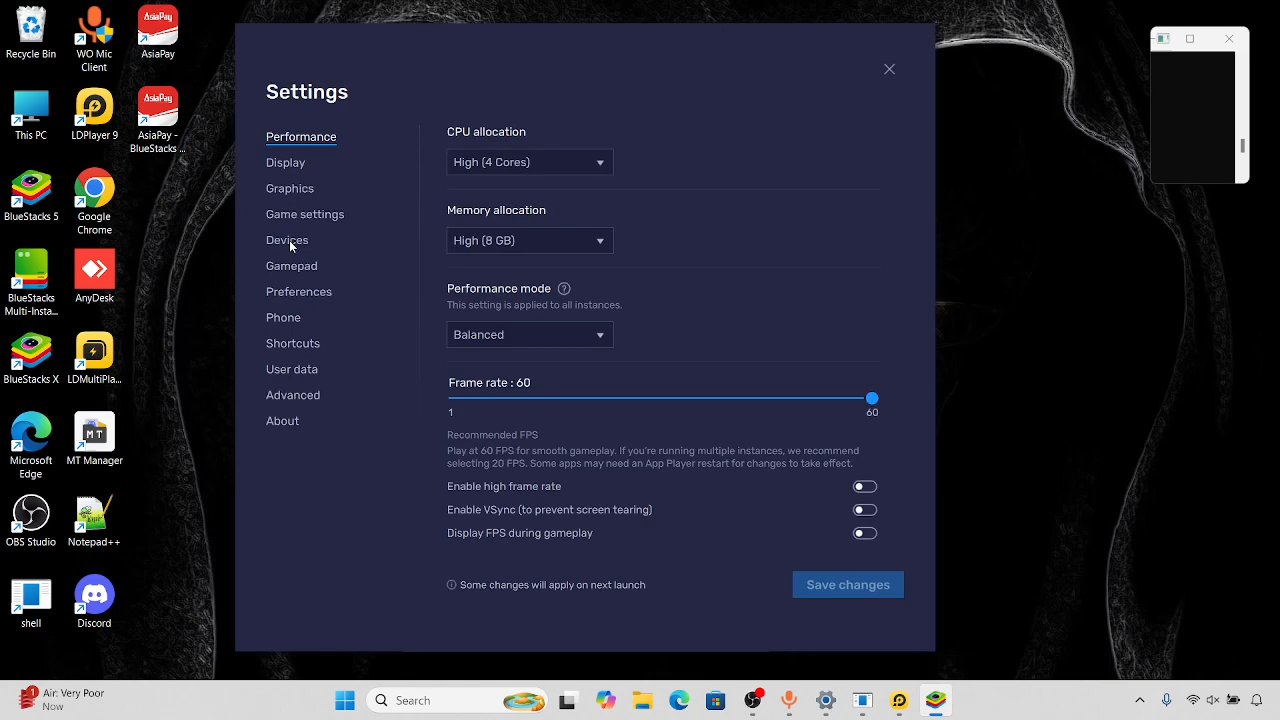 Recycle Bin
WO Mic
Client
AsiaPay
AsiaPay
This PC
LDPlayer 9
AsiaPay
AsiaPay -
BlueStacks ...
BlueStacks 5
Google
Chrome
BlueStacks
Multi-Insta...
AnyDesk
BlueStacks X
LDMultiPla...
Microsoft
Edge
MT
MT Manager
OBS Studio
Notepad++
shell
Discord
Settings
Performance
Display
Graphics
Game settings
Devices
Gamepad
Preferences
Phone
Shortcuts
User data
Advanced
About
CPU allocation
High (4 Cores)
Memory allocation
High (8 GB)
Performance mode ?
This setting is applied to all instances.
Balanced
Frame rate : 60
1
60
Recommended FPS
Play at 60 FPS for smooth gameplay. If you're running multiple instances, we recommend
selecting 20 FPS. Some apps may need an App Player restart for changes to take effect.
Enable high frame rate
Enable VSync (to prevent screen tearing)
Display FPS during gameplay
Some changes will apply on next launch
Save changes
1
Air: Very Poor
Now
Search